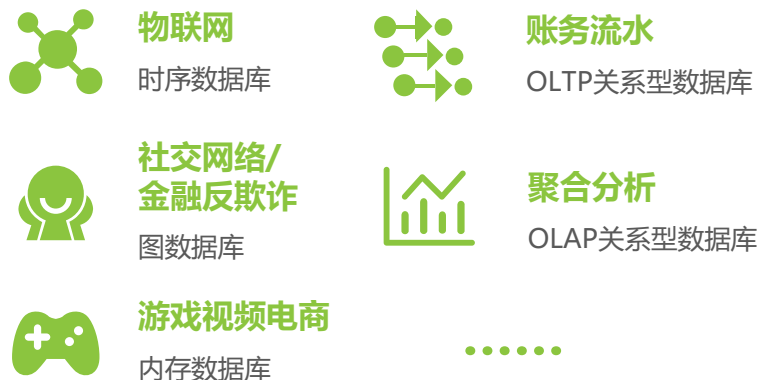 物联网
时序数据库
账务流水
OLTP关系型数据库
社交网络/
金融反欺诈
图数据库
聚合分析
OLAP关系型数据库
游戏视频电商
内存数据库
……